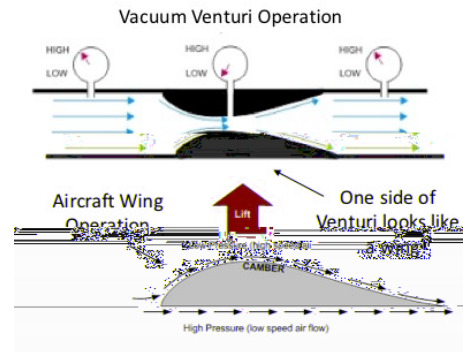 Vacuum Venturi Operation
HIGH
LOW
HIGH
LOW
HIGH
LOW
Aircraft Wing
Operation
Lift
One side of
Venturi looks like
a wing
CAMBER
High Pressure (low speed air flow)